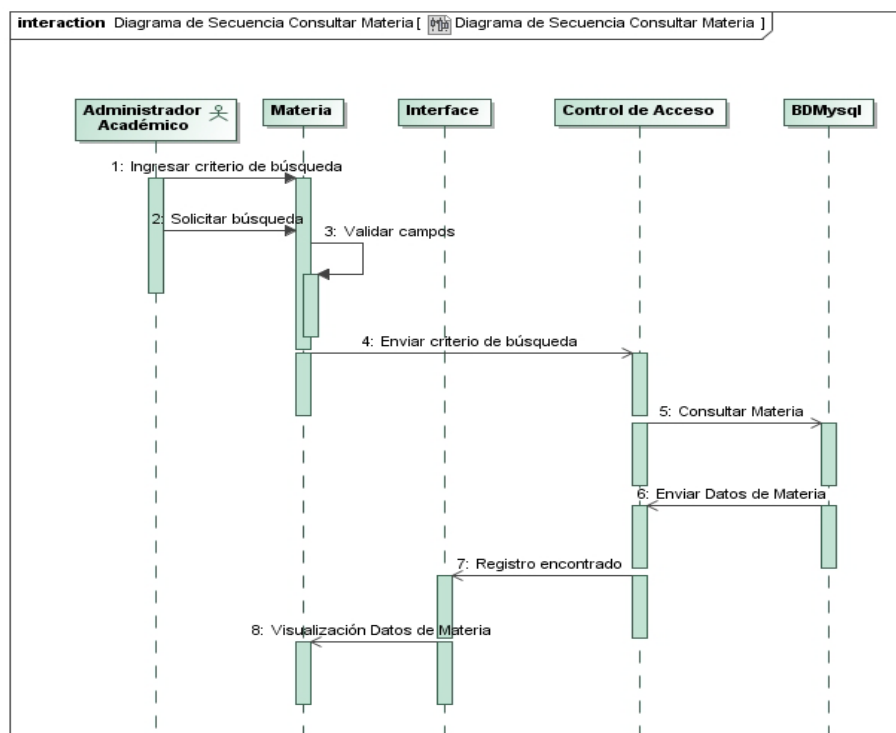 interaction Diagrama de Secuencia Consultar Materia [ Diagrama de Secuencia Consultar Materia ]
Administrador
Académico
Materia
Interface
Control de Acceso
BDMysql
1: Ingresar criterio de búsqueda
2: Solicitar búsqueda
3: Validar campos
4: Enviar criterio de búsqueda
5: Consultar Materia
6: Enviar Datos de Materia
7: Registro encontrado
8: Visualización Datos de Materia